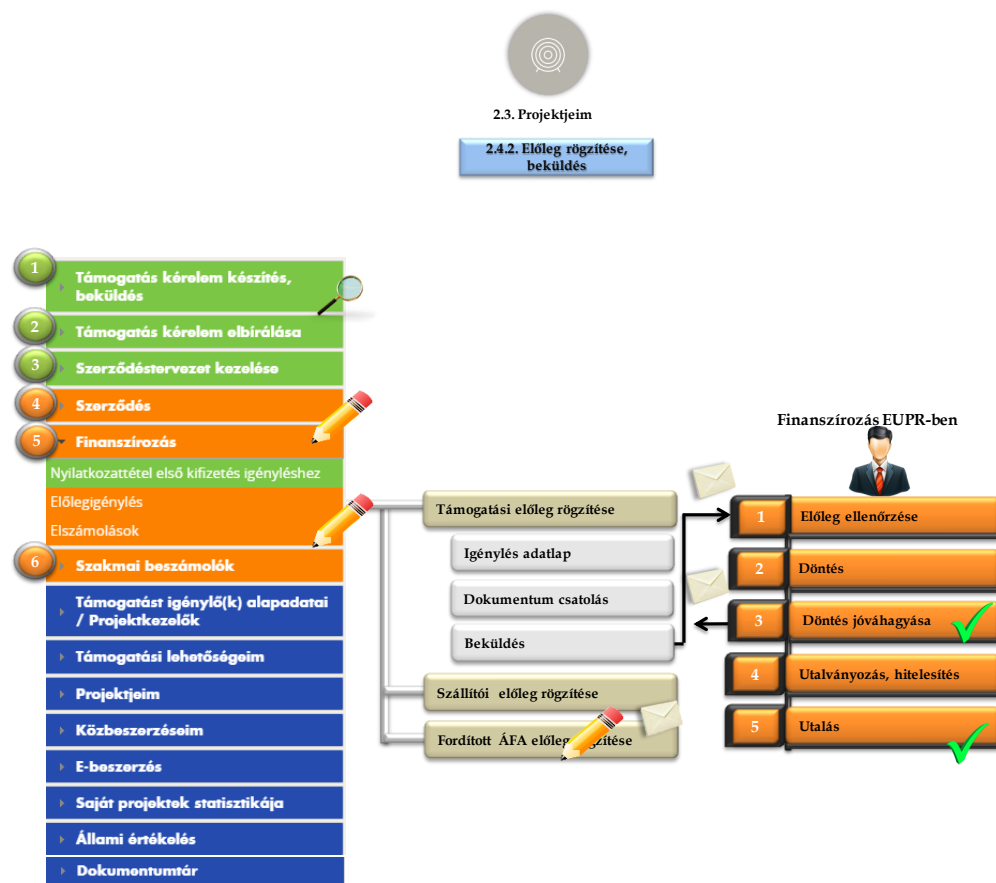 2.3. Projektjeim
2.4.2. Előleg rögzítése,
beküldés
1
Támogatás kérelem készítés,
beküldés
2
Támogatás kérelem elbírálása
3
Szerződéstervezet kezelése
4
Szerződés
5
Finanszírozás
Nyilatkozattétel első kifizetés igényléshez
Előlegigénylés
Elszámolások
6
Szakmai beszámolók
Támogatást igénylő(k) alapadatai
/ Projektkezelők
Támogatási lehetőségeim
Projektjeim
Közbeszerzéseim
E-beszerzés
Saját projektek statisztikája
Állami értékelés
Dokumentumtár
Támogatási előleg rögzítése
Igénylés adatlap
Dokumentum csatolás
Beküldés
Szállítói előleg rögzítése
Fordított ÁFA előleg rögzítése
Finanszírozás EUPR-ben
1
Előleg ellenőrzése
2
Döntés
3
Döntés jóváhagyása
4
Utalványozás, hitelesítés
5
Utalás